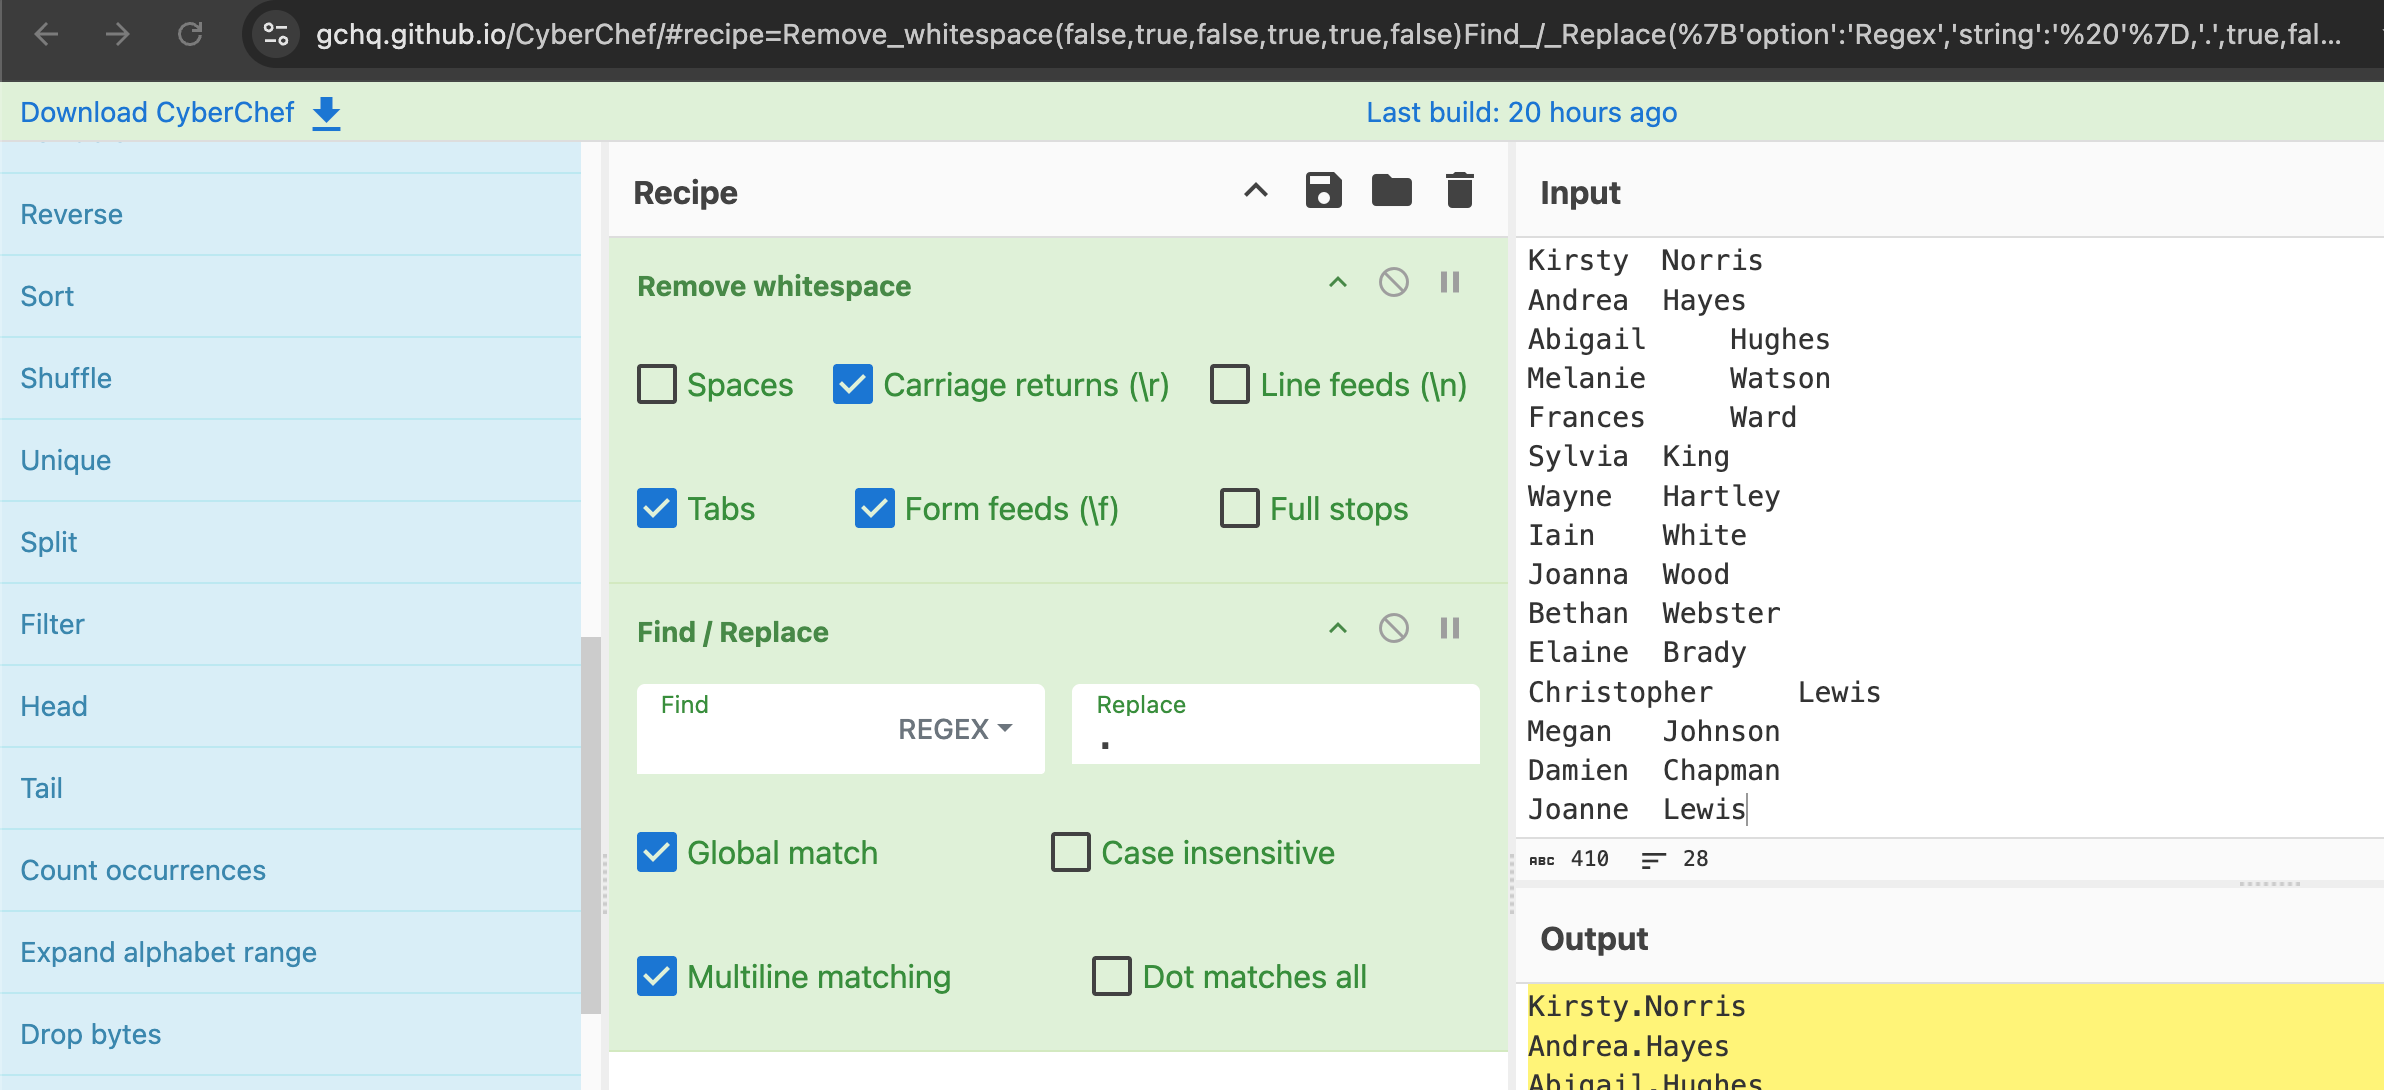 gchq.github.io/CyberChef/#recipe=Remove_whitespace(false,true,false,true,true,false)Find_/_Replace(%7B'option':'Regex','string':'%20'%7D,'.',true,fal...
Download CyberChef
Last build: 20 hours ago
Reverse
Sort
Shuffle
Unique
Split
Filter
Head
Tail
Count occurrences
Expand alphabet range
Drop bytes
Recipe
Remove whitespace
Spaces
Carriage returns (\r)
Line feeds (\n)
Tabs
Form feeds (\f)
Full stops
Find / Replace
Find
REGEX
Replace
.
Global match
Case insensitive
Multiline matching
Dot matches all
Input
Kirsty  Norris
Andrea  Hayes
Abigail     Hughes
Melanie     Watson
Frances     Ward
Sylvia  King
Wayne   Hartley
Iain    White
Joanna  Wood
Bethan  Webster
Elaine  Brady
Christopher     Lewis
Megan   Johnson
Damien  Chapman
Joanne  Lewis
ABC 410 28
Output
Kirsty.Norris
Andrea.Hayes
Abigail.Hughes